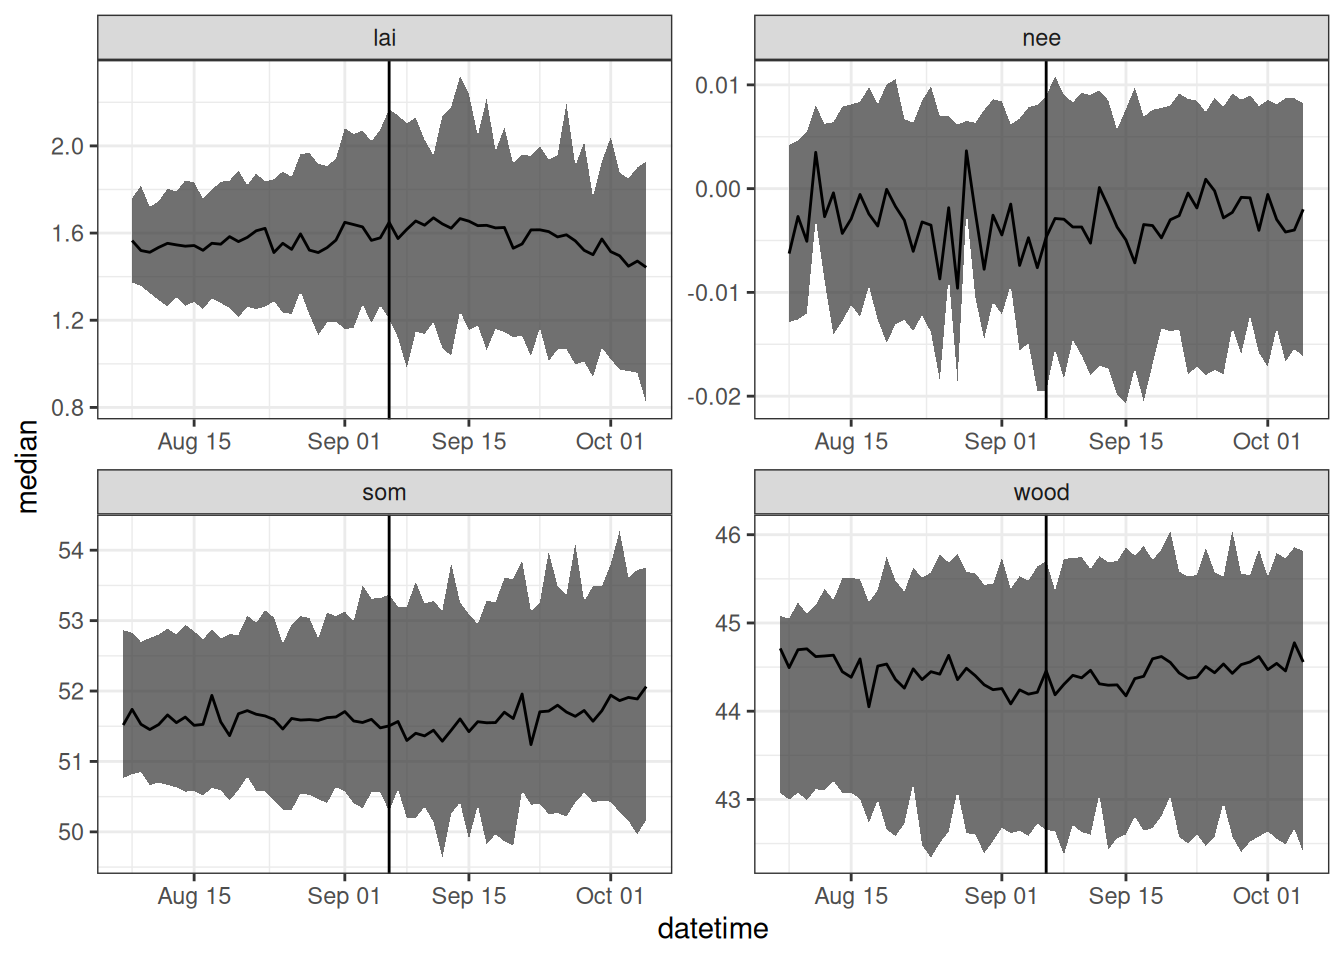 lai
nee
2.0
1.6
1.2
0.8
0.01
0.00
-0.01
-0.02
Aug 15 Sep 01 Sep 15 Oct 01
Aug 15 Sep 01 Sep 15 Oct 01
median
som
wood
54
53
52
51
50
46
45
44
43
Aug 15 Sep 01 Sep 15 Oct 01
Aug 15 Sep 01 Sep 15 Oct 01
datetime